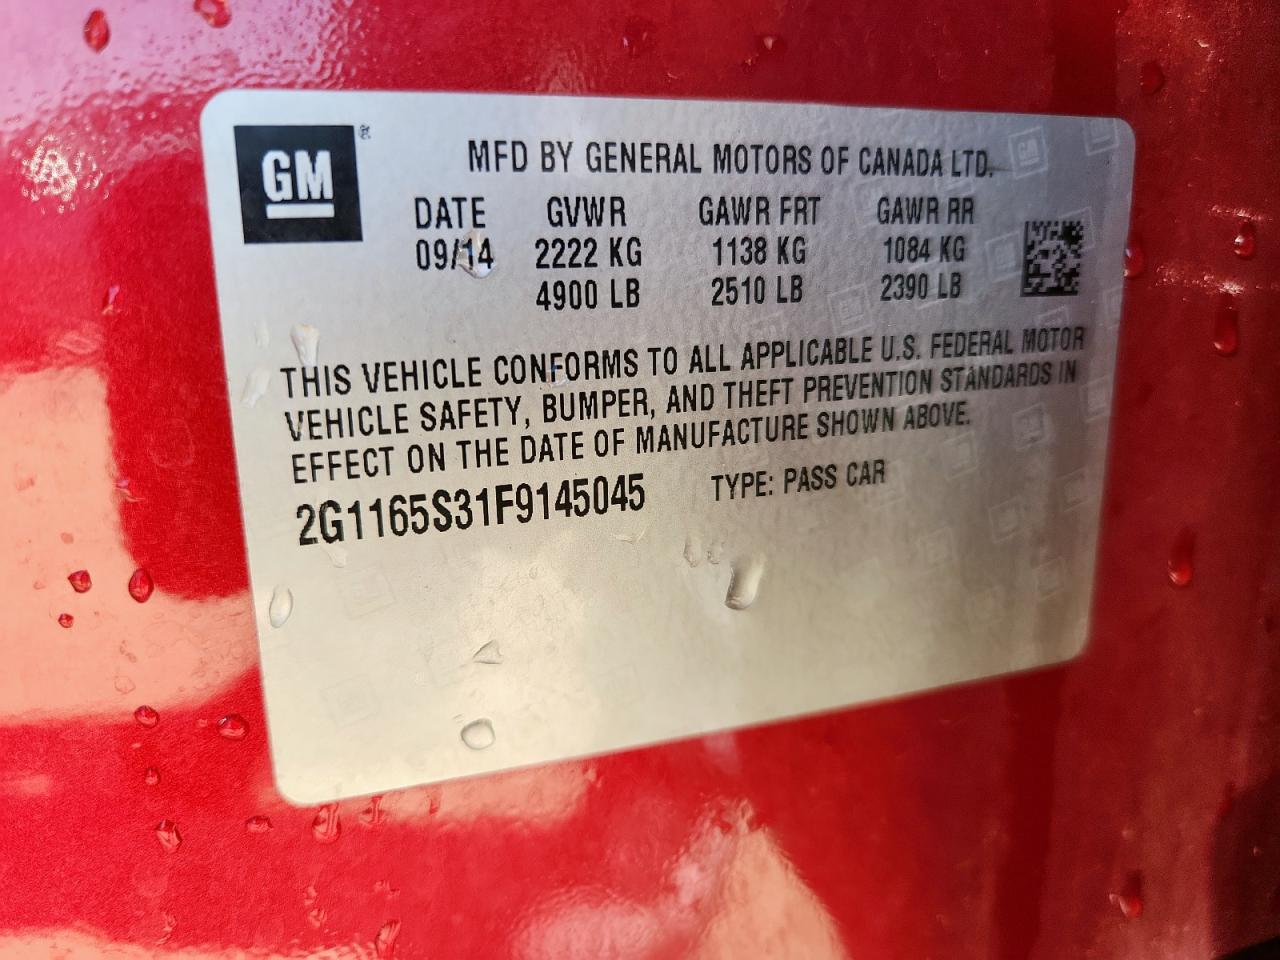 GM ®
MFD BY GENERAL MOTORS OF CANADA LTD.
DATE GVWR GAWR FRT GAWR RR
09/14 2222 KG 1138 KG 1084 KG
4900 LB 2510 LB 2390 LB
THIS VEHICLE CONFORMS TO ALL APPLICABLE U.S. FEDERAL MOTOR
VEHICLE SAFETY, BUMPER, AND THEFT PREVENTION STANDARDS IN
EFFECT ON THE DATE OF MANUFACTURE SHOWN ABOVE.
2G1165S31F9145045 TYPE: PASS CAR